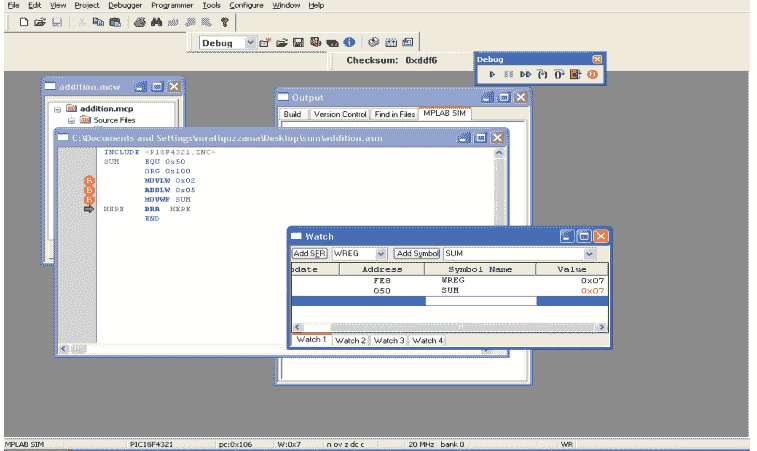 File Edit View Project Debugger Programmer Tools Configure Window Help
Debug
Checksum: 0xddf6
Debug
addition.mcw
addition.mcp
Source Files
Output
Build Version Control Find in Files MPLAB SIM
C:\Documents and Settings\mrafiquzzama\Desktop\sum\addition.asm
INCLUDE <P18F4321.INC>
SUM EQU 0x50
ORG 0x100
B MOVLW 0x02
B ADDLW 0x05
B MOVWF SUM
BRA
END
Watch
Add SFR WREG Add Symbol SUM
pdate Address Symbol Name Value
FE8 WREG 0x07
050 SUM 0x07
Watch 1 Watch 2 Watch 3 Watch 4
MPLAB SIM PIC18F4321 pc:0x106 W:0x7 n ov z dc c 20 MHz bank 0 WR